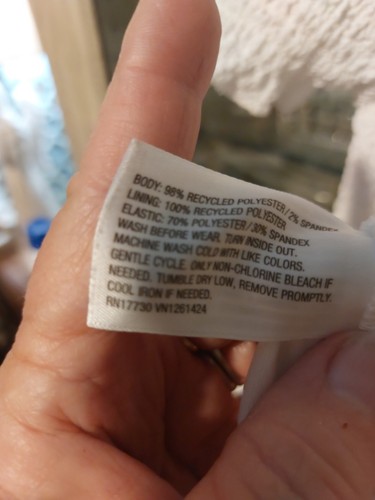 BODY: 98% RECYCLED POLYESTER / 2% SPANDEX
LINING: 100% RECYCLED POLYESTER
ELASTIC: 70% POLYESTER / 30% SPANDEX
WASH BEFORE WEAR. TURN INSIDE OUT.
MACHINE WASH COLD WITH LIKE COLORS.
GENTLE CYCLE. ONLY NON-CHLORINE BLEACH IF
NEEDED. TUMBLE DRY LOW, REMOVE PROMPTLY.
COOL IRON IF NEEDED.
RN17730 VN1261424